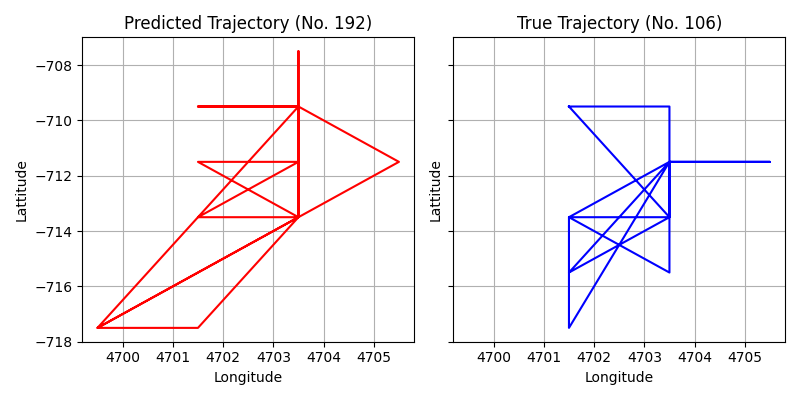 Predicted Trajectory (No. 192)
True Trajectory (No. 106)
−708
−710
−712
−714
−716
−718
Lattitude
Lattitude
4700 4701 4702 4703 4704 4705
4700 4701 4702 4703 4704 4705
Longitude
Longitude